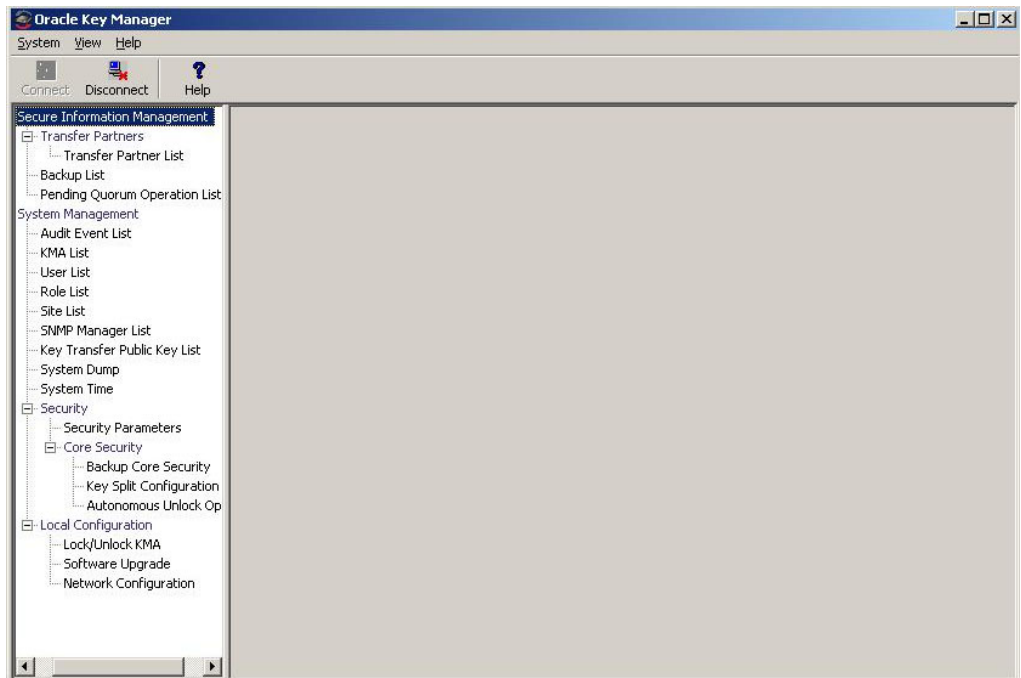 Oracle Key Manager
System View Help
Connect Disconnect Help
Secure Information Management
Transfer Partners
Transfer Partner List
Backup List
Pending Quorum Operation List
System Management
Audit Event List
KMA List
User List
Role List
Site List
SNMP Manager List
Key Transfer Public Key List
System Dump
System Time
Security
Security Parameters
Core Security
Backup Core Security
Key Split Configuration
Autonomous Unlock Op
Local Configuration
Lock/Unlock KMA
Software Upgrade
Network Configuration